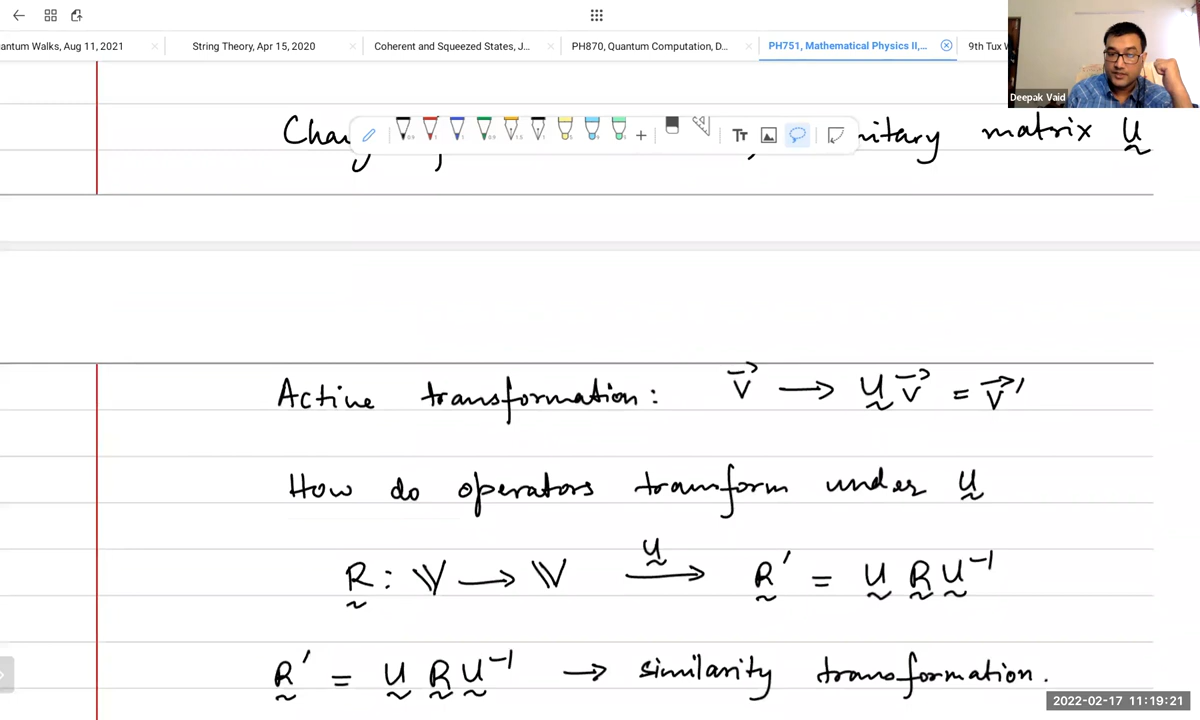 antum Walks, Aug 11, 2021 String Theory, Apr 15, 2020 Coherent and Squeezed States, J... PH870, Quantum Computation, D... PH751, Mathematical Physics II,... 9th Tux
Deepak Vaid
matrix U
Active transformation: V⃗ → U V⃗ = V⃗'
How do operators transform under U
R : 𝕍 → 𝕍 —U→ R' = U R U⁻¹
R' = U R U⁻¹ → similarity transformation.
2022-02-17 11:19:21